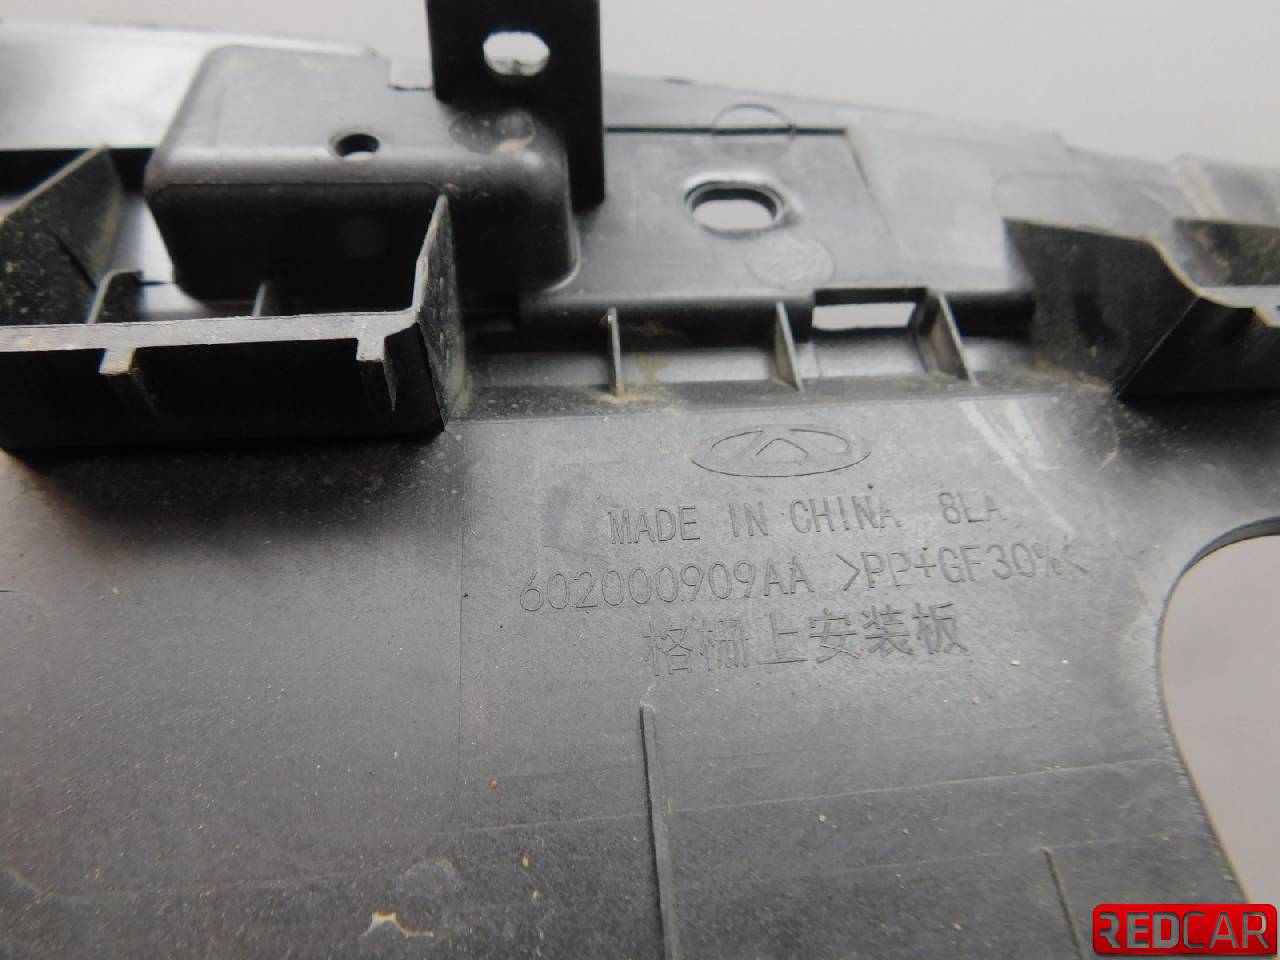 MADE IN CHINA 8LA
602000909AA >PP+GF30%<
格栅上安装板
REDCAR